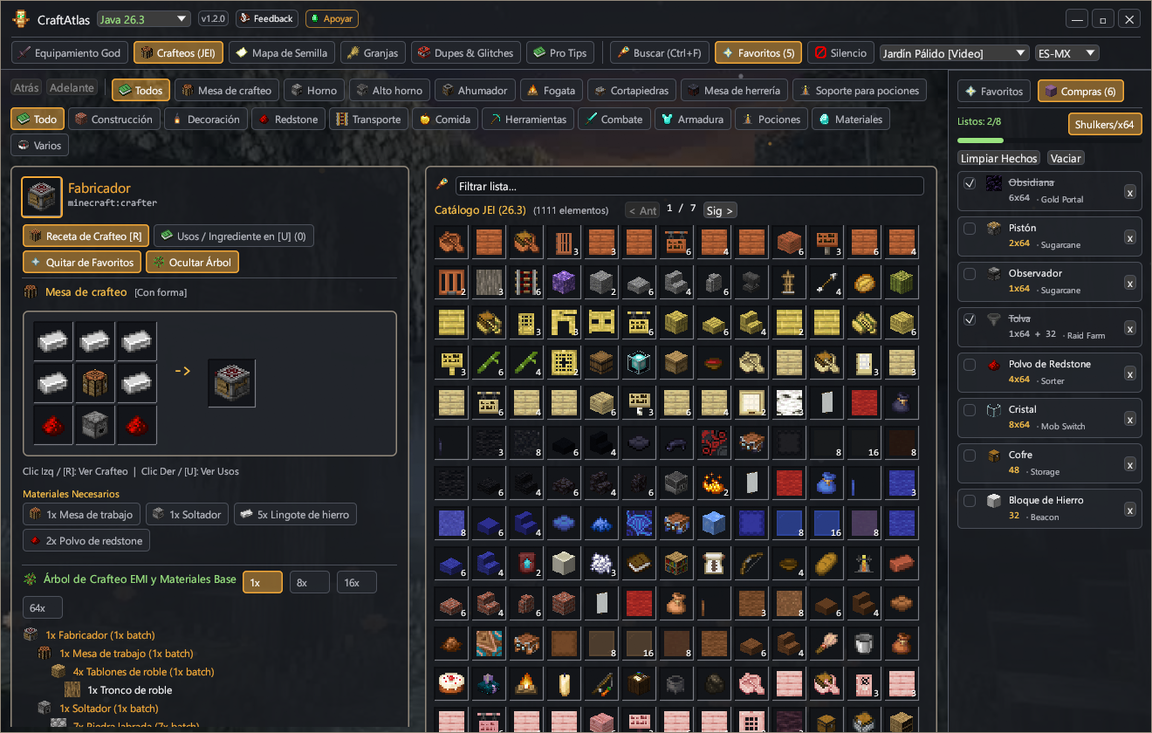 CraftAtlas Java 26.3 v1.2.0 Feedback Apoyar
Equipamiento God Crafteos (JEI) Mapa de Semilla Granjas Dupes & Glitches Pro Tips Buscar (Ctrl+F) Favoritos (5) Silencio Jardín Pálido [Video] ES-MX
Atrás Adelante Todos Mesa de crafteo Horno Alto horno Ahumador Fogata Cortapiedras Mesa de herrería Soporte para pociones
Todo Construcción Decoración Redstone Transporte Comida Herramientas Combate Armadura Pociones Materiales
Varios
Fabricador
minecraft:crafter
Receta de Crafteo [R] Usos / Ingrediente en [U] (0)
Quitar de Favoritos Ocultar Árbol
Mesa de crafteo [Con forma]
->
Clic Izq / [R]: Ver Crafteo | Clic Der / [U]: Ver Usos
Materiales Necesarios
1x Mesa de trabajo 1x Soltador 5x Lingote de hierro
2x Polvo de redstone
Árbol de Crafteo EMI y Materiales Base 1x 8x 16x
64x
1x Fabricador (1x batch)
1x Mesa de trabajo (1x batch)
4x Tablones de roble (1x batch)
1x Tronco de roble
1x Soltador (1x batch)
7x Piedra labrada (7x batch)
Filtrar lista...
Catálogo JEI (26.3) (1111 elementos) < Ant 1 / 7 Sig >
Favoritos Compras (6)
Listos: 2/8 Shulkers/x64
Limpiar Hechos Vaciar
Obsidiana
6x64 · Gold Portal x
Pistón
2x64 · Sugarcane x
Observador
1x64 · Sugarcane x
Tolva
1x64 + 32 · Raid Farm x
Polvo de Redstone
4x64 · Sorter x
Cristal
8x64 · Mob Switch x
Cofre
48 · Storage x
Bloque de Hierro
32 · Beacon x